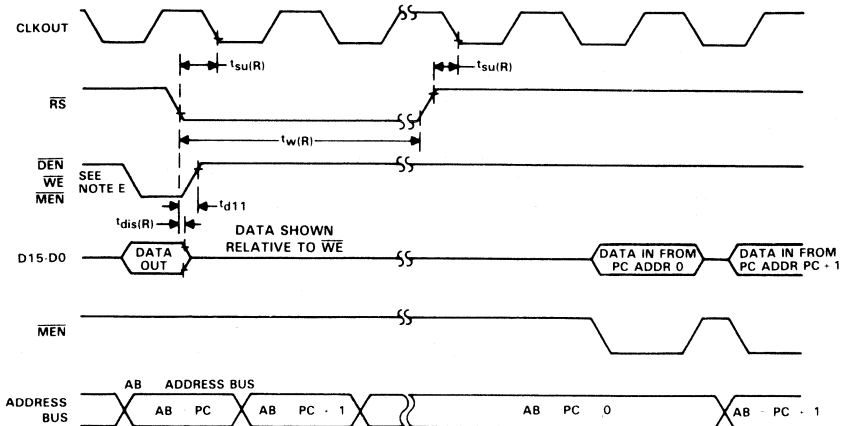 CLKOUT
tsu(R)
tsu(R)
RS
tw(R)
DEN
WE
MEN
SEE
NOTE E
td11
tdis(R)
DATA SHOWN
RELATIVE TO WE
D15-D0
DATA
OUT
DATA IN FROM
PC ADDR 0
DATA IN FROM
PC ADDR PC + 1
MEN
AB ADDRESS BUS
ADDRESS
BUS
AB PC
AB PC + 1
AB PC 0
AB PC + 1